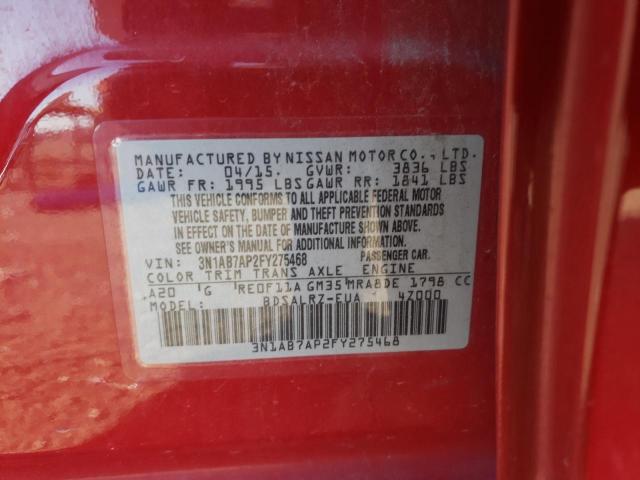 MANUFACTURED BY NISSAN MOTOR CO., LTD.
DATE: 04/15. GVWR: 3836 LBS
GAWR FR: 1995 LBS GAWR RR: 1841 LBS
THIS VEHICLE CONFORMS TO ALL APPLICABLE FEDERAL MOTOR
VEHICLE SAFETY, BUMPER AND THEFT PREVENTION STANDARDS
IN EFFECT ON THE DATE OF MANUFACTURE SHOWN ABOVE.
SEE OWNER'S MANUAL FOR ADDITIONAL INFORMATION.
VIN: 3N1AB7AP2FY275468 PASSENGER CAR.
COLOR TRIM TRANS AXLE ENGINE
A20 G RE0F11A GM35 MRA8DE 1798 CC
MODEL: BDSALRZ-EUA 4Z000
3N1AB7AP2FY275468